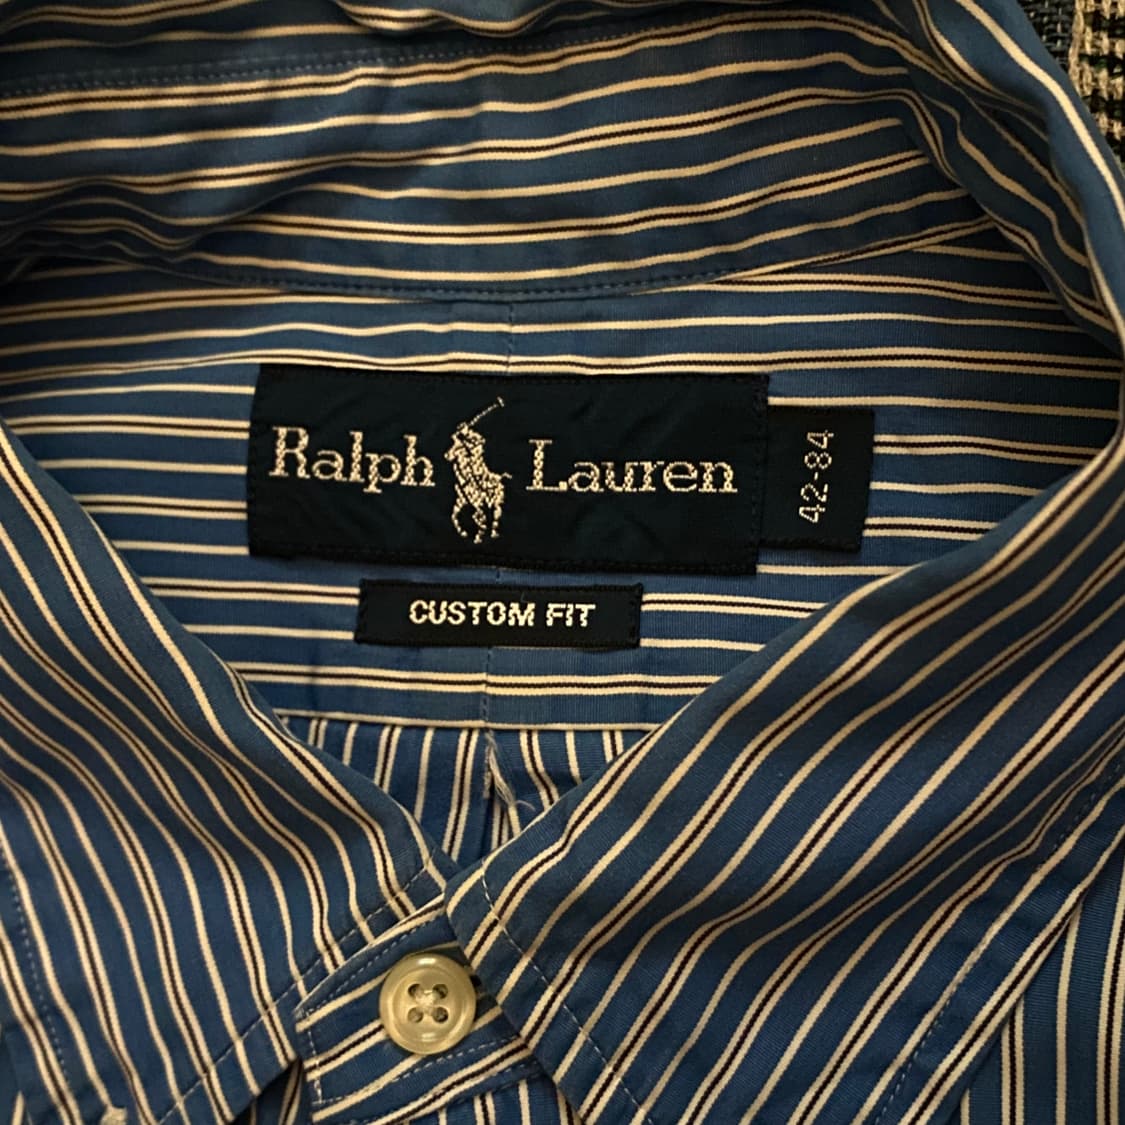 Ralph Lauren
42-84
CUSTOM FIT